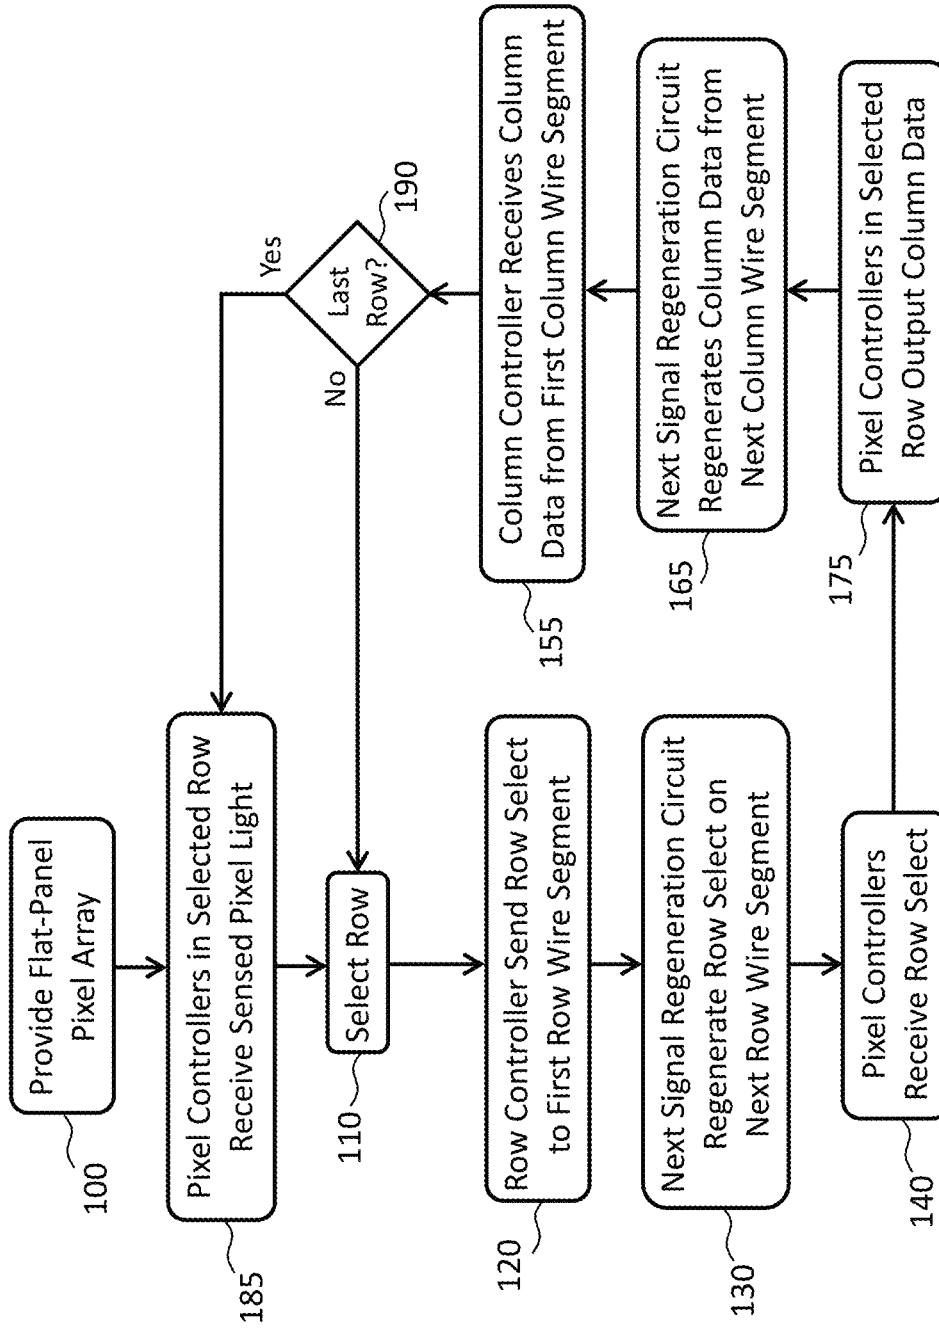 Provide Flat-Panel
Pixel Array
100
Pixel Controllers in Selected Row
Receive Sensed Pixel Light
185
Select Row
110
Row Controller Send Row Select
to First Row Wire Segment
120
Next Signal Regeneration Circuit
Regenerate Row Select on
Next Row Wire Segment
130
Pixel Controllers
Receive Row Select
140
Pixel Controllers in Selected
Row Output Column Data
175
Next Signal Regeneration Circuit
Regenerates Column Data from
Next Column Wire Segment
165
Column Controller Receives Column
Data from First Column Wire Segment
155
Last
Row?
190
Yes
No